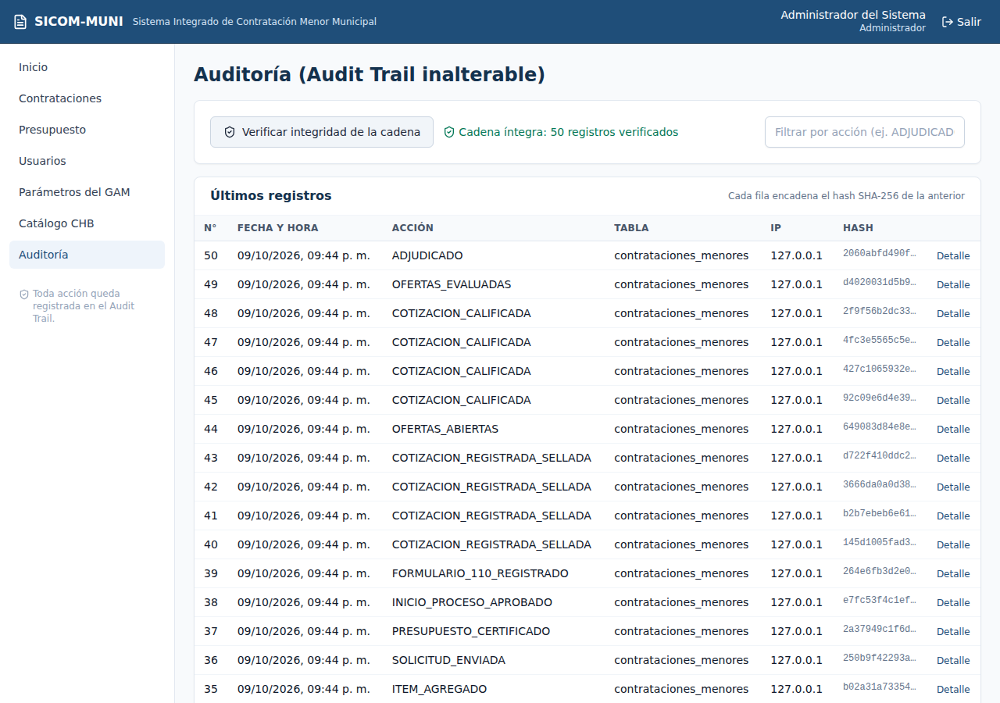 SICOM-MUNI Sistema Integrado de Contratación Menor Municipal
Administrador del Sistema
Administrador
Salir
Inicio
Contrataciones
Presupuesto
Usuarios
Parámetros del GAM
Catálogo CHB
Auditoría
Toda acción queda
registrada en el Audit
Trail.
Auditoría (Audit Trail inalterable)
Verificar integridad de la cadena
Cadena íntegra: 50 registros verificados
Filtrar por acción (ej. ADJUDICAD
Últimos registros
Cada fila encadena el hash SHA-256 de la anterior
N° FECHA Y HORA ACCIÓN TABLA IP HASH
50 09/10/2026, 09:44 p. m. ADJUDICADO contrataciones_menores 127.0.0.1 2060abfd490f… Detalle
49 09/10/2026, 09:44 p. m. OFERTAS_EVALUADAS contrataciones_menores 127.0.0.1 d4020031d5b9… Detalle
48 09/10/2026, 09:44 p. m. COTIZACION_CALIFICADA contrataciones_menores 127.0.0.1 2f9f56b2dc33… Detalle
47 09/10/2026, 09:44 p. m. COTIZACION_CALIFICADA contrataciones_menores 127.0.0.1 4fc3e5565c5e… Detalle
46 09/10/2026, 09:44 p. m. COTIZACION_CALIFICADA contrataciones_menores 127.0.0.1 427c1065932e… Detalle
45 09/10/2026, 09:44 p. m. COTIZACION_CALIFICADA contrataciones_menores 127.0.0.1 92c09e6d4e39… Detalle
44 09/10/2026, 09:44 p. m. OFERTAS_ABIERTAS contrataciones_menores 127.0.0.1 649083d84e8e… Detalle
43 09/10/2026, 09:44 p. m. COTIZACION_REGISTRADA_SELLADA contrataciones_menores 127.0.0.1 d722f410ddc2… Detalle
42 09/10/2026, 09:44 p. m. COTIZACION_REGISTRADA_SELLADA contrataciones_menores 127.0.0.1 3666da0a0d38… Detalle
41 09/10/2026, 09:44 p. m. COTIZACION_REGISTRADA_SELLADA contrataciones_menores 127.0.0.1 b2b7ebeb6e61… Detalle
40 09/10/2026, 09:44 p. m. COTIZACION_REGISTRADA_SELLADA contrataciones_menores 127.0.0.1 145d1005fad3… Detalle
39 09/10/2026, 09:44 p. m. FORMULARIO_110_REGISTRADO contrataciones_menores 127.0.0.1 264e6fb3d2e0… Detalle
38 09/10/2026, 09:44 p. m. INICIO_PROCESO_APROBADO contrataciones_menores 127.0.0.1 e7fc53f4c1ef… Detalle
37 09/10/2026, 09:44 p. m. PRESUPUESTO_CERTIFICADO contrataciones_menores 127.0.0.1 2a37949c1f6d… Detalle
36 09/10/2026, 09:44 p. m. SOLICITUD_ENVIADA contrataciones_menores 127.0.0.1 250b9f42293a… Detalle
35 09/10/2026, 09:44 p. m. ITEM_AGREGADO contrataciones_menores 127.0.0.1 b02a31a73354… Detalle